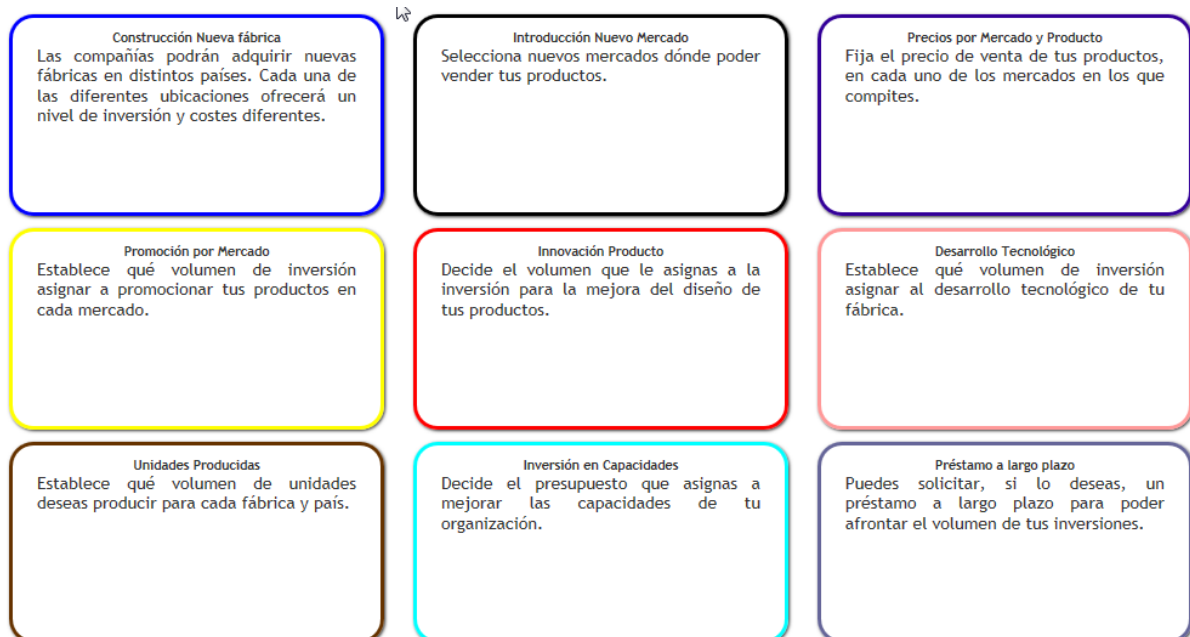 Construcción Nueva fábrica
Las compañías podrán adquirir nuevas
fábricas en distintos países. Cada una de
las diferentes ubicaciones ofrecerá un
nivel de inversión y costes diferentes.
Introducción Nuevo Mercado
Selecciona nuevos mercados dónde poder
vender tus productos.
Precios por Mercado y Producto
Fija el precio de venta de tus productos,
en cada uno de los mercados en los que
compites.
Promoción por Mercado
Establece qué volumen de inversión
asignar a promocionar tus productos en
cada mercado.
Innovación Producto
Decide el volumen que le asignas a la
inversión para la mejora del diseño de
tus productos.
Desarrollo Tecnológico
Establece qué volumen de inversión
asignar al desarrollo tecnológico de tu
fábrica.
Unidades Producidas
Establece qué volumen de unidades
deseas producir para cada fábrica y país.
Inversión en Capacidades
Decide el presupuesto que asignas a
mejorar las capacidades de tu
organización.
Préstamo a largo plazo
Puedes solicitar, si lo deseas, un
préstamo a largo plazo para poder
afrontar el volumen de tus inversiones.